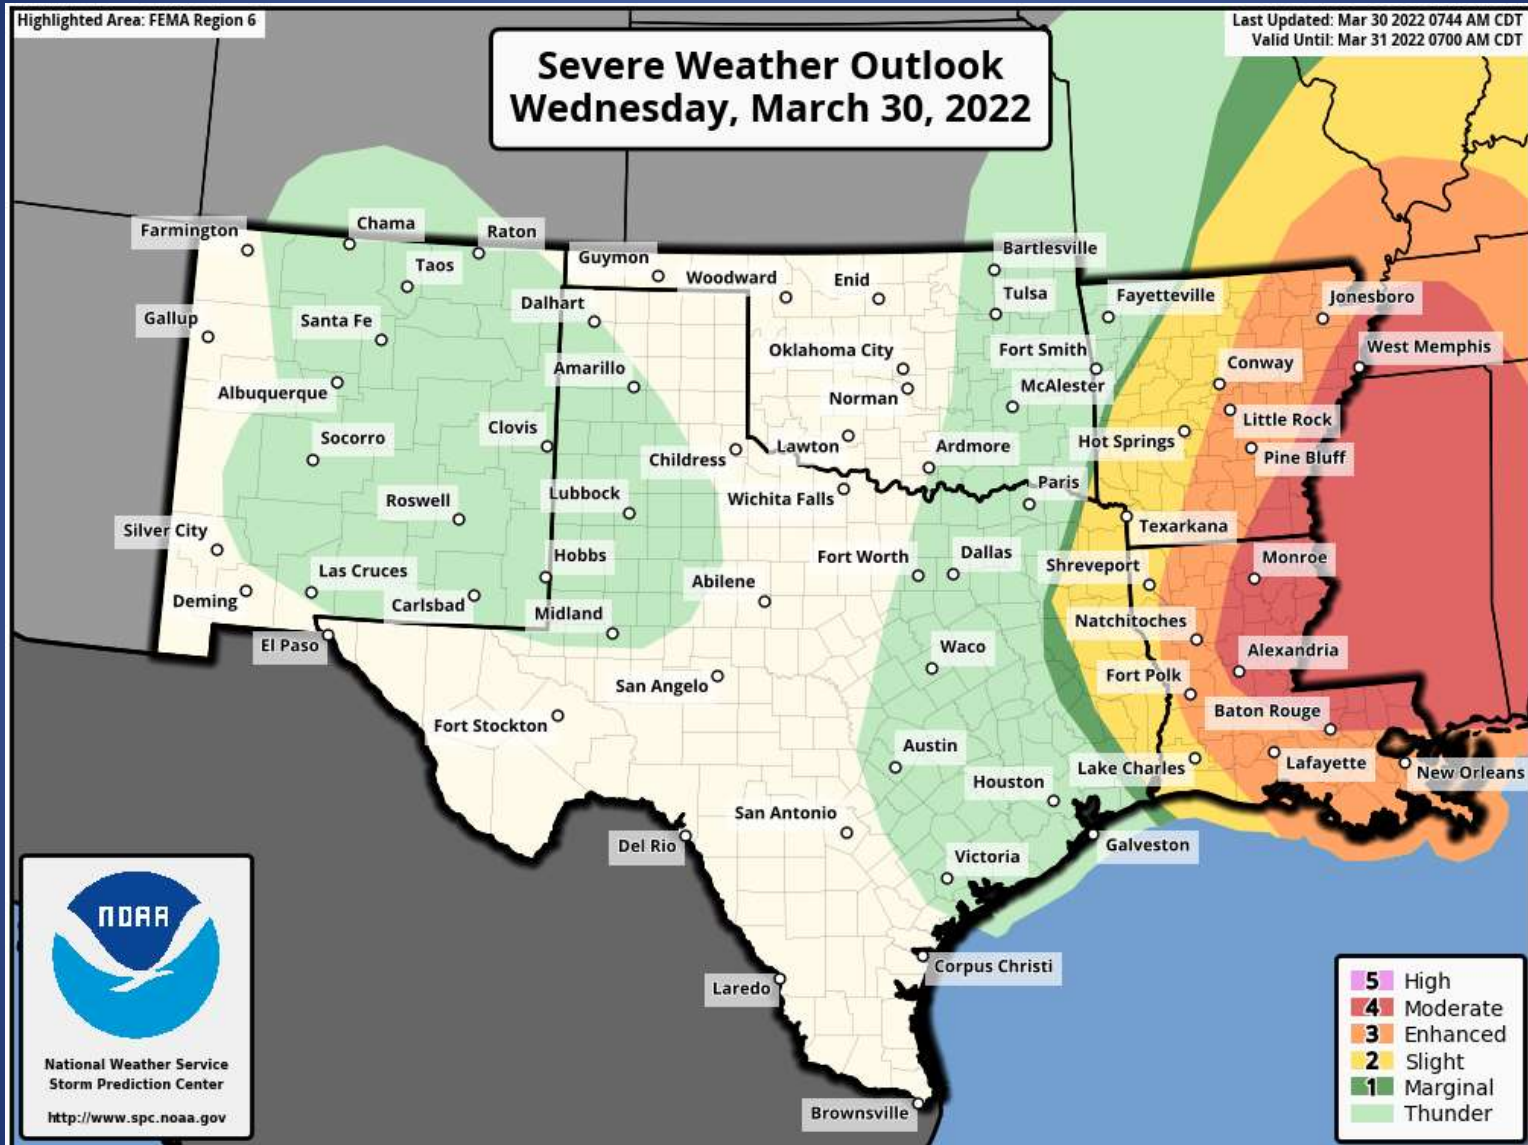 Highlighted Area: FEMA Region 6
Last Updated: Mar 30 2022 0744 AM CDT
Valid Until: Mar 31 2022 0700 AM CDT
Severe Weather Outlook
Wednesday, March 30, 2022
Farmington
Chama
Raton
Taos
Guymon
Woodward
Enid
Bartlesville
Tulsa
Fayetteville
Jonesboro
Gallup
Santa Fe
Dalhart
Oklahoma City
Fort Smith
Conway
West Memphis
Albuquerque
Amarillo
Norman
McAlester
Little Rock
Socorro
Clovis
Childress
Lawton
Ardmore
Hot Springs
Pine Bluff
Roswell
Lubbock
Wichita Falls
Paris
Texarkana
Silver City
Hobbs
Fort Worth
Dallas
Shreveport
Monroe
Deming
Las Cruces
Carlsbad
Midland
Abilene
Natchitoches
El Paso
San Angelo
Waco
Fort Polk
Alexandria
Fort Stockton
Austin
Baton Rouge
Houston
Lake Charles
Lafayette
New Orleans
San Antonio
Del Rio
Victoria
Galveston
Laredo
Corpus Christi
Brownsville
NOAA
National Weather Service
Storm Prediction Center
http://www.spc.noaa.gov
5 High
4 Moderate
3 Enhanced
2 Slight
1 Marginal
Thunder